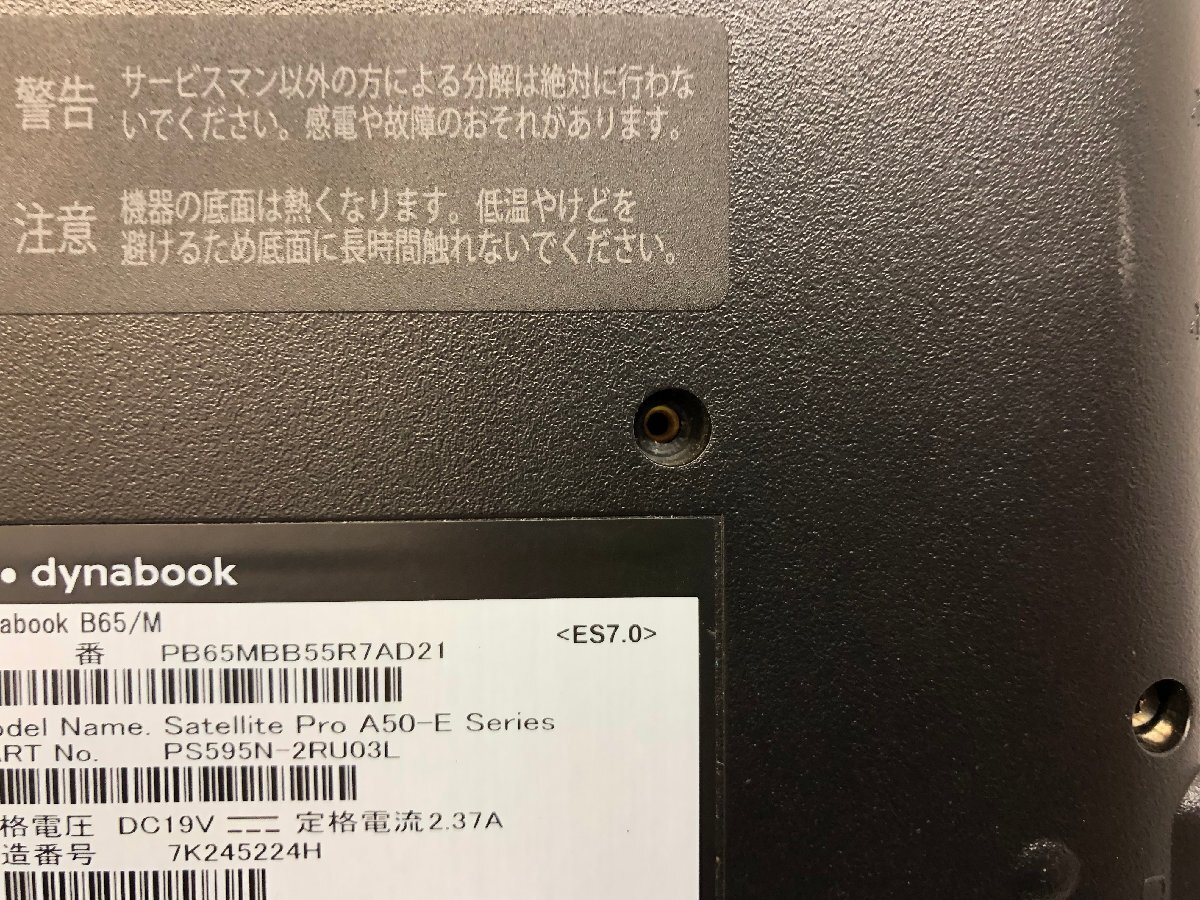 警告
サービスマン以外の方による分解は絶対に行わな
いでください。感電や故障のおそれがあります。
注意
機器の底面は熱くなります。低温やけどを
避けるため底面に長時間触れないでください。
dynabook
abook B65/M
<ES7.0>
番 PB65MBB55R7AD21
odel Name. Satellite Pro A50-E Series
ART No. PS595N-2RU03L
格電圧 DC19V 定格電流2.37A
造番号 7K245224H